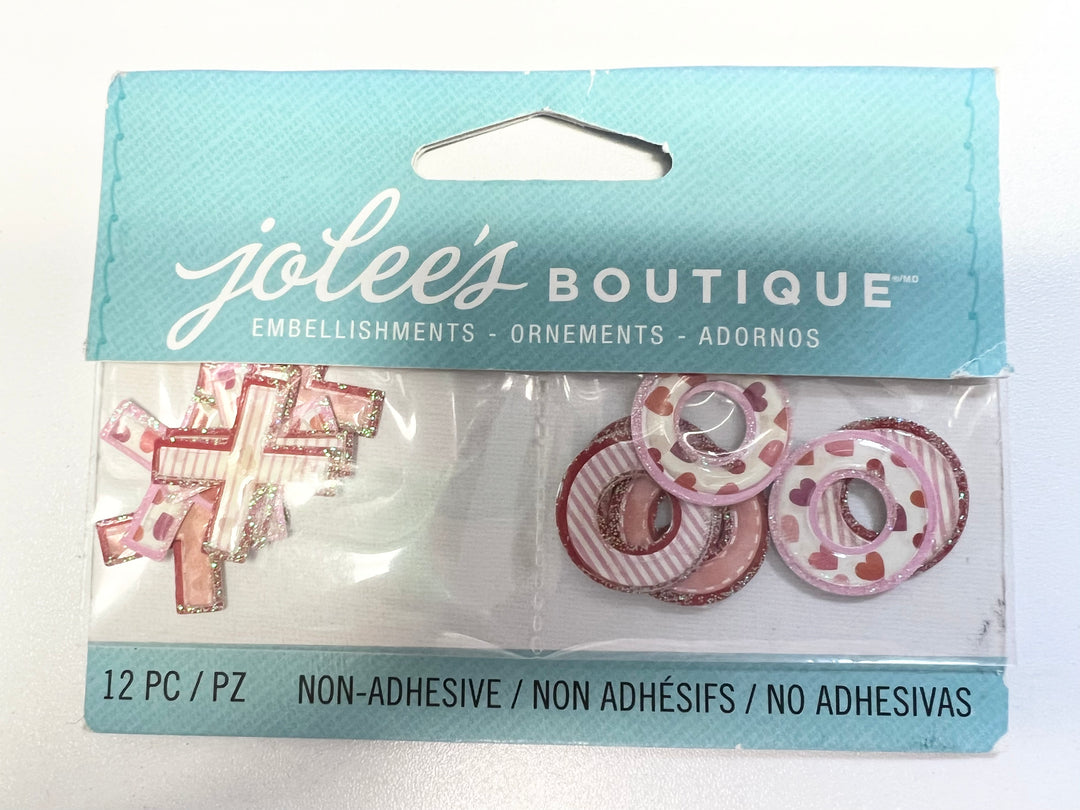 jolee's BOUTIQUE ®/M.D.
EMBELLISHMENTS - ORNEMENTS - ADORNOS
12 PC / PZ NON-ADHESIVE / NON ADHÉSIFS / NO ADHESIVAS